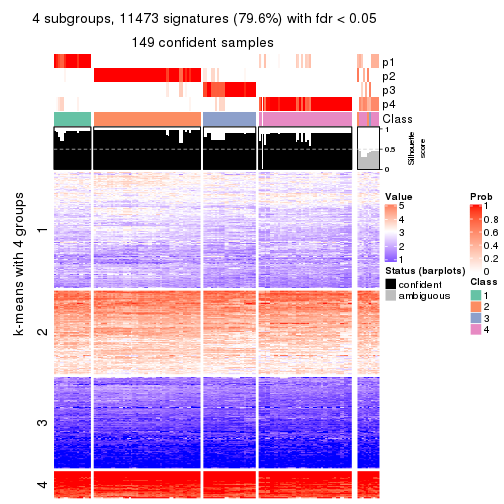 4 subgroups, 11473 signatures (79.6%) with fdr < 0.05
149 confident samples
p1
p2
p3
p4
Class
1
0.5
0
Silhouette
score
k-means with 4 groups
1
2
3
4
Value
5
4
3
2
1
Status (barplots)
confident
ambiguous
Prob
1
0.8
0.6
0.4
0.2
0
Class
1
2
3
4